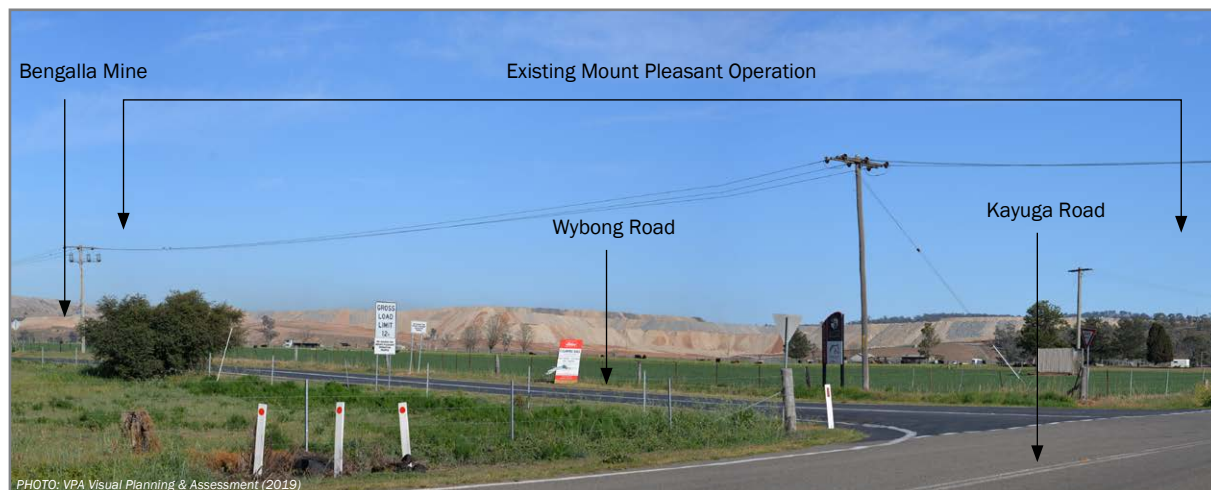 Bengalla Mine
Existing Mount Pleasant Operation
Wybong Road
Kayuga Road
GROSS
LOAD
LIMIT
PHOTO: VPA Visual Planning & Assessment (2019)